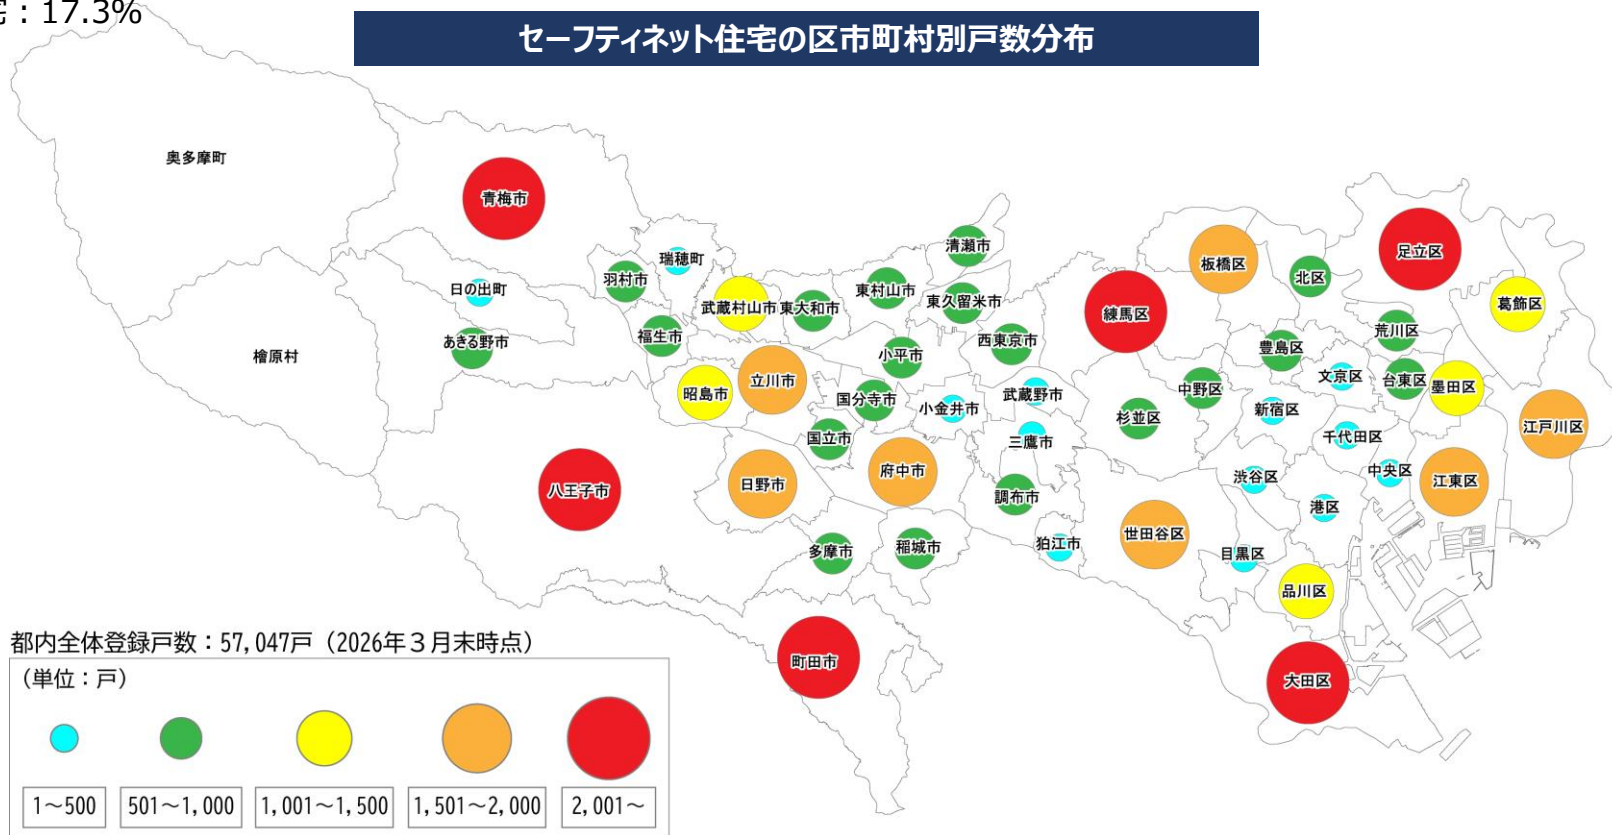 ：17.3%
セーフティネット住宅の区市町村別戸数分布
奥多摩町
青梅市
清瀬市
足立区
瑞穂町
板橋区
羽村市
北区
日の出町
東村山市
東久留米市
武蔵村山市
東大和市
練馬区
葛飾区
荒川区
福生市
あきる野市
西東京市
豊島区
檜原村
小平市
文京区
台東区
立川市
墨田区
中野区
昭島市
武蔵野市
国分寺市
小金井市
新宿区
杉並区
江戸川区
千代田区
国立市
三鷹市
府中市
中央区
渋谷区
江東区
日野市
八王子市
調布市
港区
世田谷区
狛江市
稲城市
多摩市
目黒区
品川区
町田市
大田区
都内全体登録戸数：57,047戸（2026年３月末時点）
（単位：戸）
1～500
501～1,000
1,001～1,500
1,501～2,000
2,001～